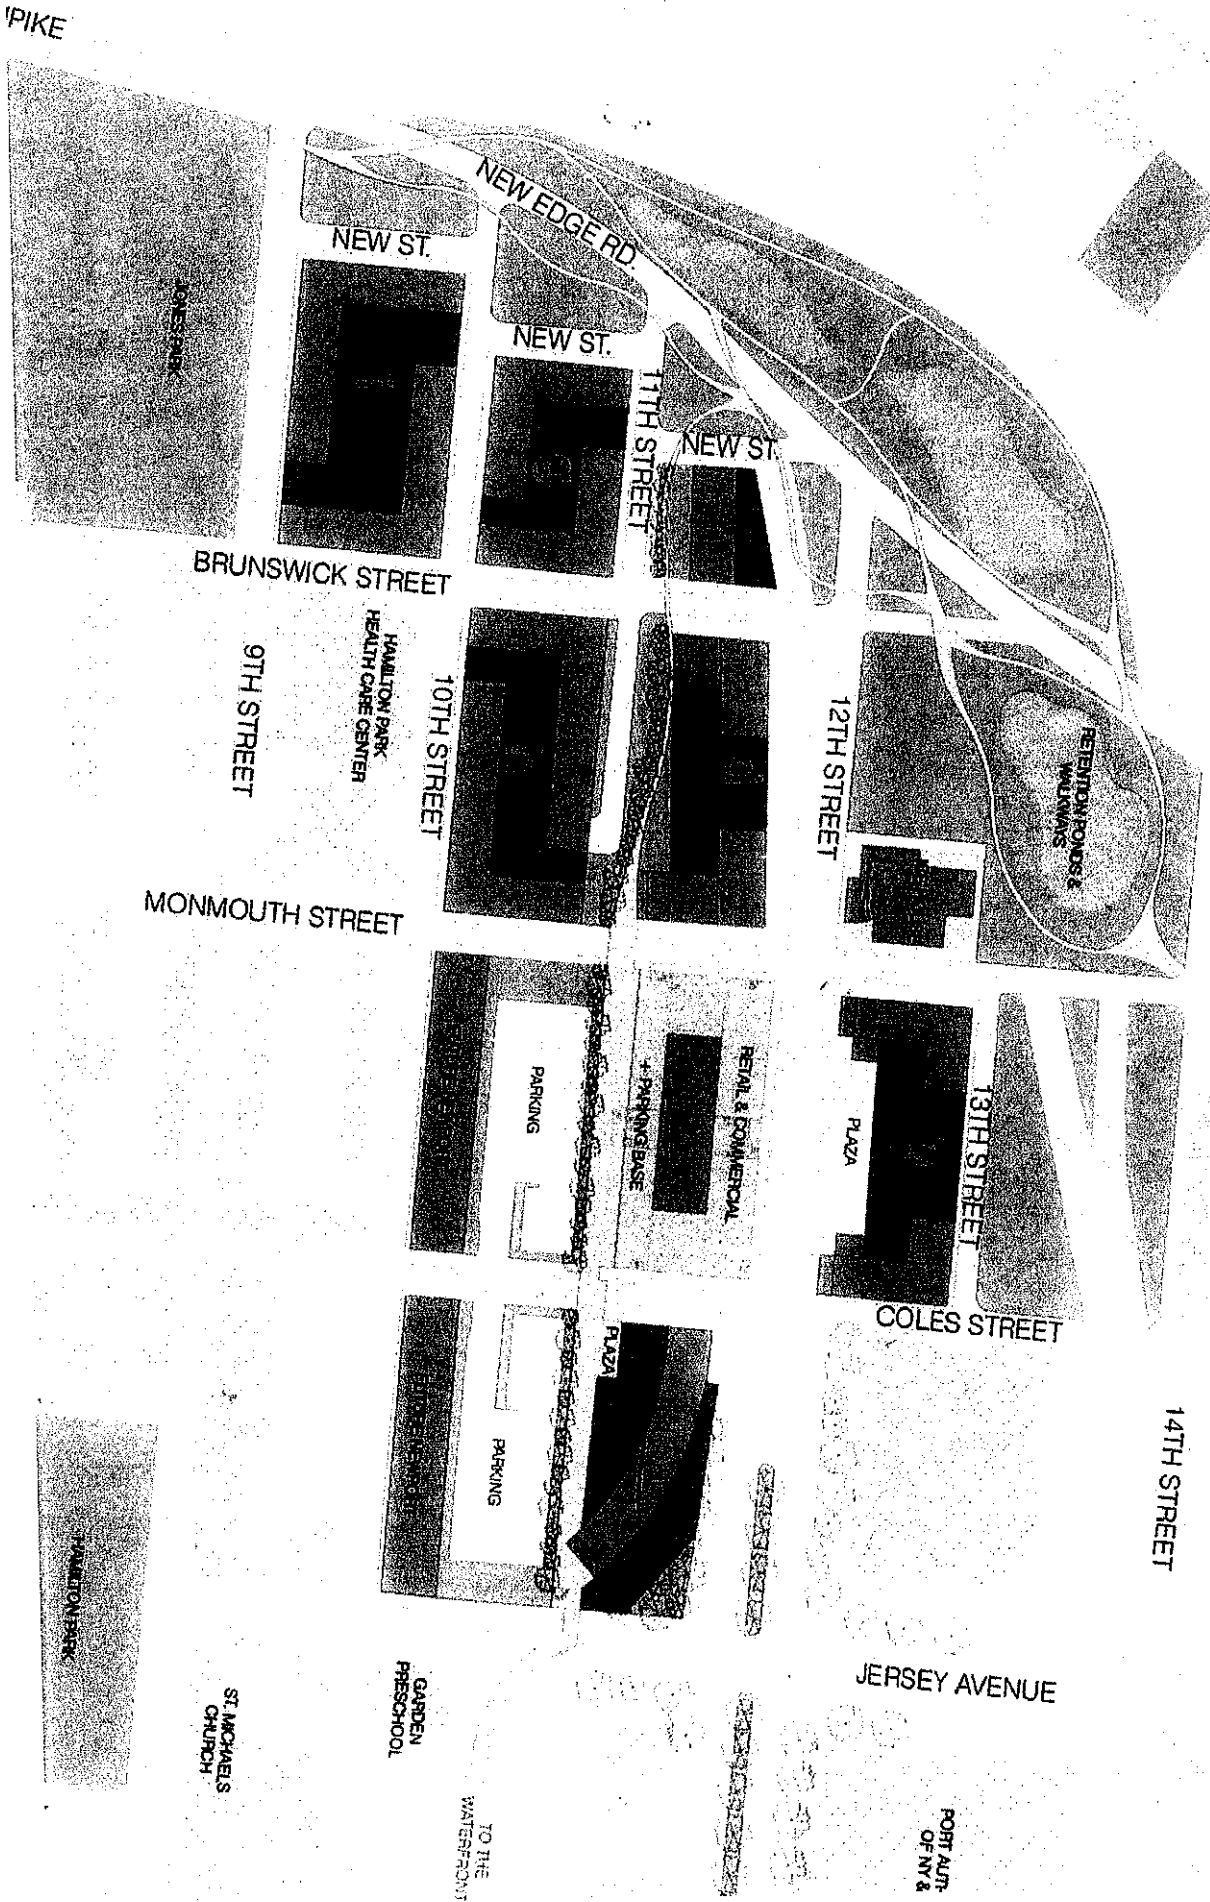 NEW EDGE RD.
NEW ST.
NEW ST.
NEW ST.
JONES PARK
11TH STREET
BRUNSWICK STREET
HAMILTON PARK
HEALTH CARE CENTER
9TH STREET
10TH STREET
12TH STREET
RETENTION PONDS &
WALKWAYS
MONMOUTH STREET
PARKING
RETAIL & COMMERCIAL
+ PARKING BASE
PLAZA
13TH STREET
COLES STREET
PLAZA
PARKING
14TH STREET
HAMILTON PARK
JERSEY AVENUE
GARDEN
PRESCHOOL
ST. MICHAELS
CHURCH
TO THE
WATERFRONT
PORT
OF NY &